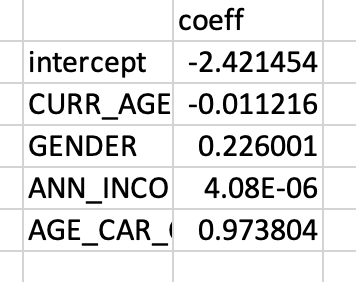 coeff
intercept -2.421454
CURR_AGE -0.011216
GENDER 0.226001
ANN_INCO 4.08E-06
AGE_CAR_ 0.973804